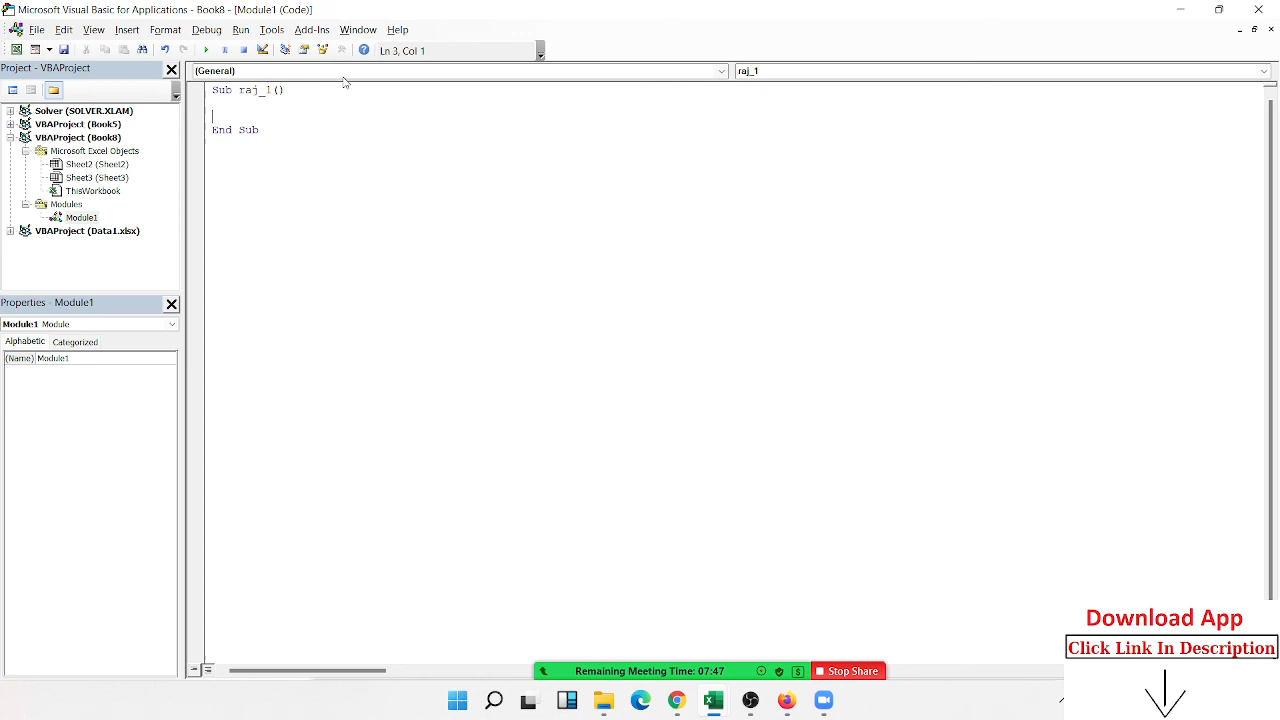 Microsoft Visual Basic for Applications - Book8 - [Module1 (Code)]
File Edit View Insert Format Debug Run Tools Add-Ins Window Help
Ln 3, Col 1
Project - VBAProject
(General)
raj_1
Solver (SOLVER.XLAM)
VBAProject (Book5)
VBAProject (Book8)
Microsoft Excel Objects
Sheet2 (Sheet2)
Sheet3 (Sheet3)
ThisWorkbook
Modules
Module1
VBAProject (Data1.xlsx)
Sub raj_1()
End Sub
Properties - Module1
Module1 Module
Alphabetic Categorized
(Name) Module1
Remaining Meeting Time: 07:47
Stop Share
Download App
Click Link In Description